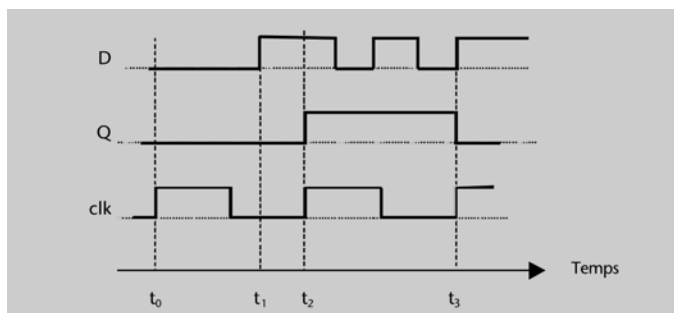 D
Q
clk
Temps
t₀ t₁ t₂ t₃